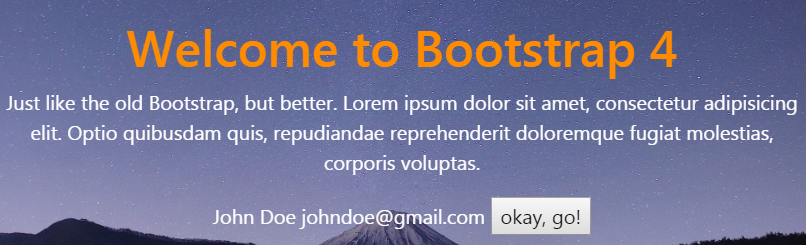 Welcome to Bootstrap 4
Just like the old Bootstrap, but better. Lorem ipsum dolor sit amet, consectetur adipisicing
elit. Optio quibusdam quis, repudiandae reprehenderit doloremque fugiat molestias,
corporis voluptas.
John Doe johndoe@gmail.com okay, go!